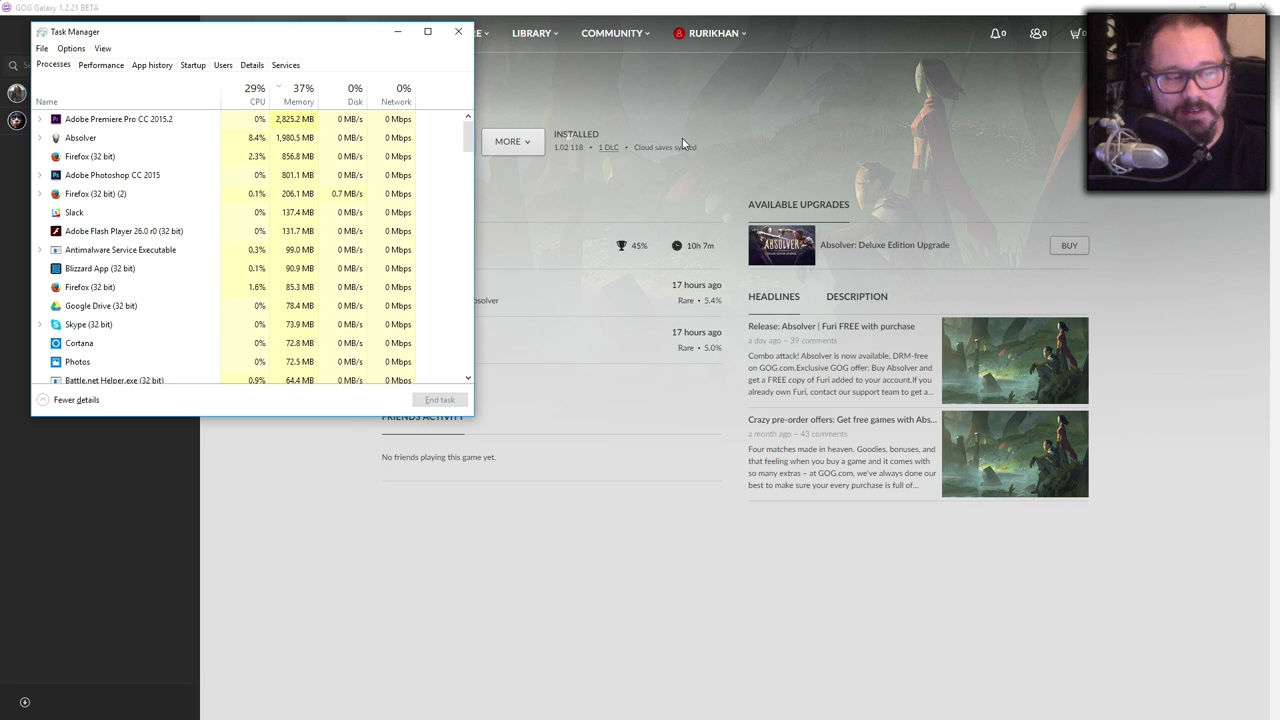 GOG Galaxy 1.2.21 BETA
Task Manager
File Options View
Processes Performance App history Startup Users Details Services
29% 37% 0% 0%
Name CPU Memory Disk Network
Adobe Premiere Pro CC 2015.2 0% 2,825.2 MB 0 MB/s 0 Mbps
Absolver 8.4% 1,980.5 MB 0 MB/s 0 Mbps
Firefox (32 bit) 2.3% 856.8 MB 0 MB/s 0 Mbps
Adobe Photoshop CC 2015 0% 801.1 MB 0 MB/s 0 Mbps
Firefox (32 bit) (2) 0.1% 206.1 MB 0.7 MB/s 0 Mbps
Slack 0% 137.4 MB 0 MB/s 0 Mbps
Adobe Flash Player 26.0 r0 (32 bit) 0% 131.7 MB 0 MB/s 0 Mbps
Antimalware Service Executable 0.3% 99.0 MB 0 MB/s 0 Mbps
Blizzard App (32 bit) 0.1% 90.9 MB 0 MB/s 0 Mbps
Firefox (32 bit) 1.6% 85.3 MB 0 MB/s 0 Mbps
Google Drive (32 bit) 0% 78.4 MB 0 MB/s 0 Mbps
Skype (32 bit) 0% 73.9 MB 0 MB/s 0 Mbps
Cortana 0% 72.8 MB 0 MB/s 0 Mbps
Photos 0% 72.5 MB 0 MB/s 0 Mbps
Battle.net Helper.exe (32 bit) 0.9% 64.4 MB 0 MB/s 0 Mbps
Fewer details End task
LIBRARY COMMUNITY RURIKHAN 0 0 0
MORE
INSTALLED
1.02 118 • 1 DLC • Cloud saves synced
45% 10h 7m
17 hours ago
bsolver Rare • 5.4%
17 hours ago
Rare • 5.0%
FRIENDS ACTIVITY
No friends playing this game yet.
AVAILABLE UPGRADES
ABSOLVER
Absolver: Deluxe Edition Upgrade BUY
HEADLINES DESCRIPTION
Release: Absolver | Furi FREE with purchase
a day ago – 39 comments
Combo attack! Absolver is now available, DRM-free
on GOG.com.Exclusive GOG offer: Buy Absolver and
get a FREE copy of Furi added to your account.If you
already own Furi, contact our support team to get a...
Crazy pre-order offers: Get free games with Abs...
a month ago – 43 comments
Four matches made in heaven. Goodies, bonuses, and
that feeling when you buy a game and it comes with
so many extras – at GOG.com, we've always done our
best to make sure your every purchase is full of...